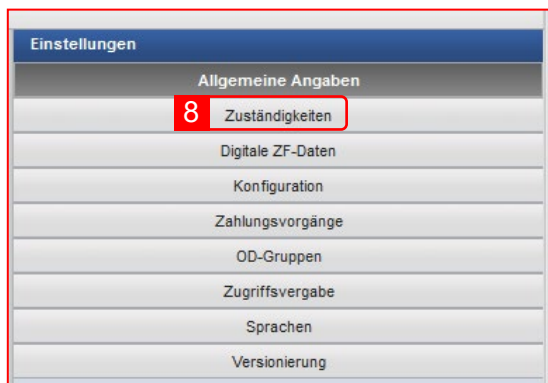 Einstellungen
Allgemeine Angaben
8 Zuständigkeiten
Digitale ZF-Daten
Konfiguration
Zahlungsvorgänge
OD-Gruppen
Zugriffsvergabe
Sprachen
Versionierung